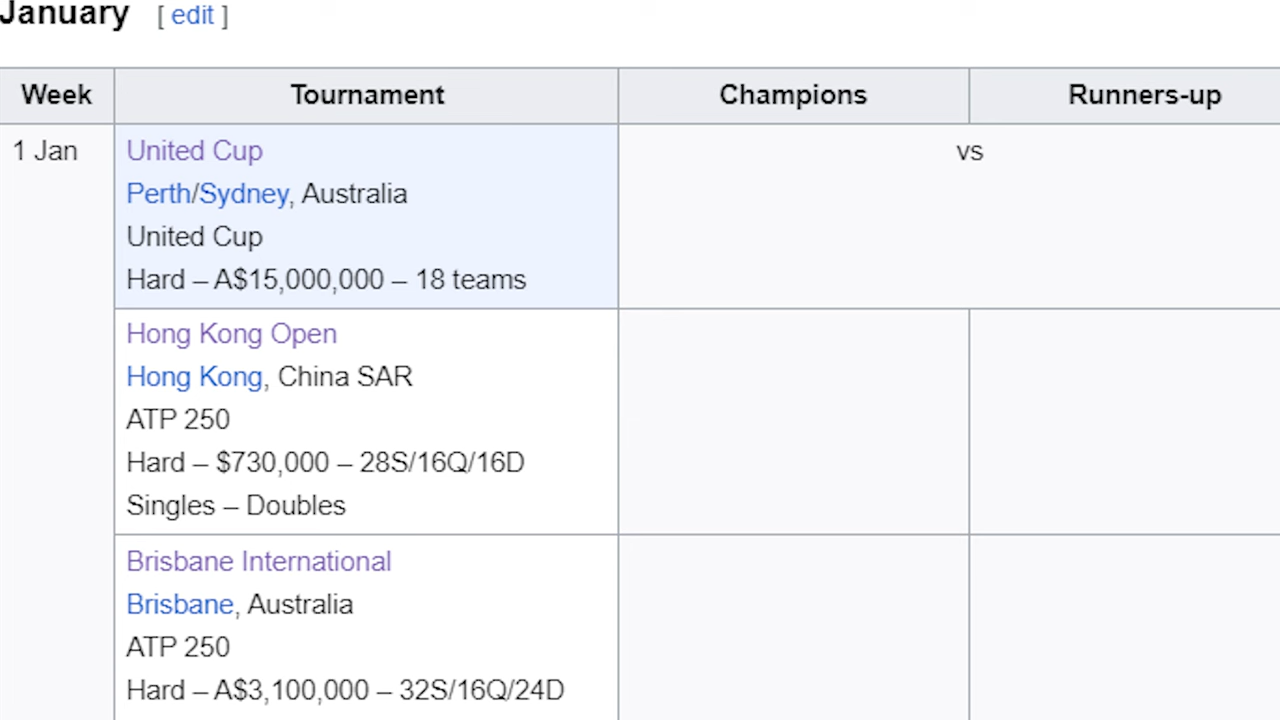 January [ edit ]
Week Tournament Champions Runners-up
1 Jan United Cup vs
Perth/Sydney, Australia
United Cup
Hard – A$15,000,000 – 18 teams
Hong Kong Open
Hong Kong, China SAR
ATP 250
Hard – $730,000 – 28S/16Q/16D
Singles – Doubles
Brisbane International
Brisbane, Australia
ATP 250
Hard – A$3,100,000 – 32S/16Q/24D